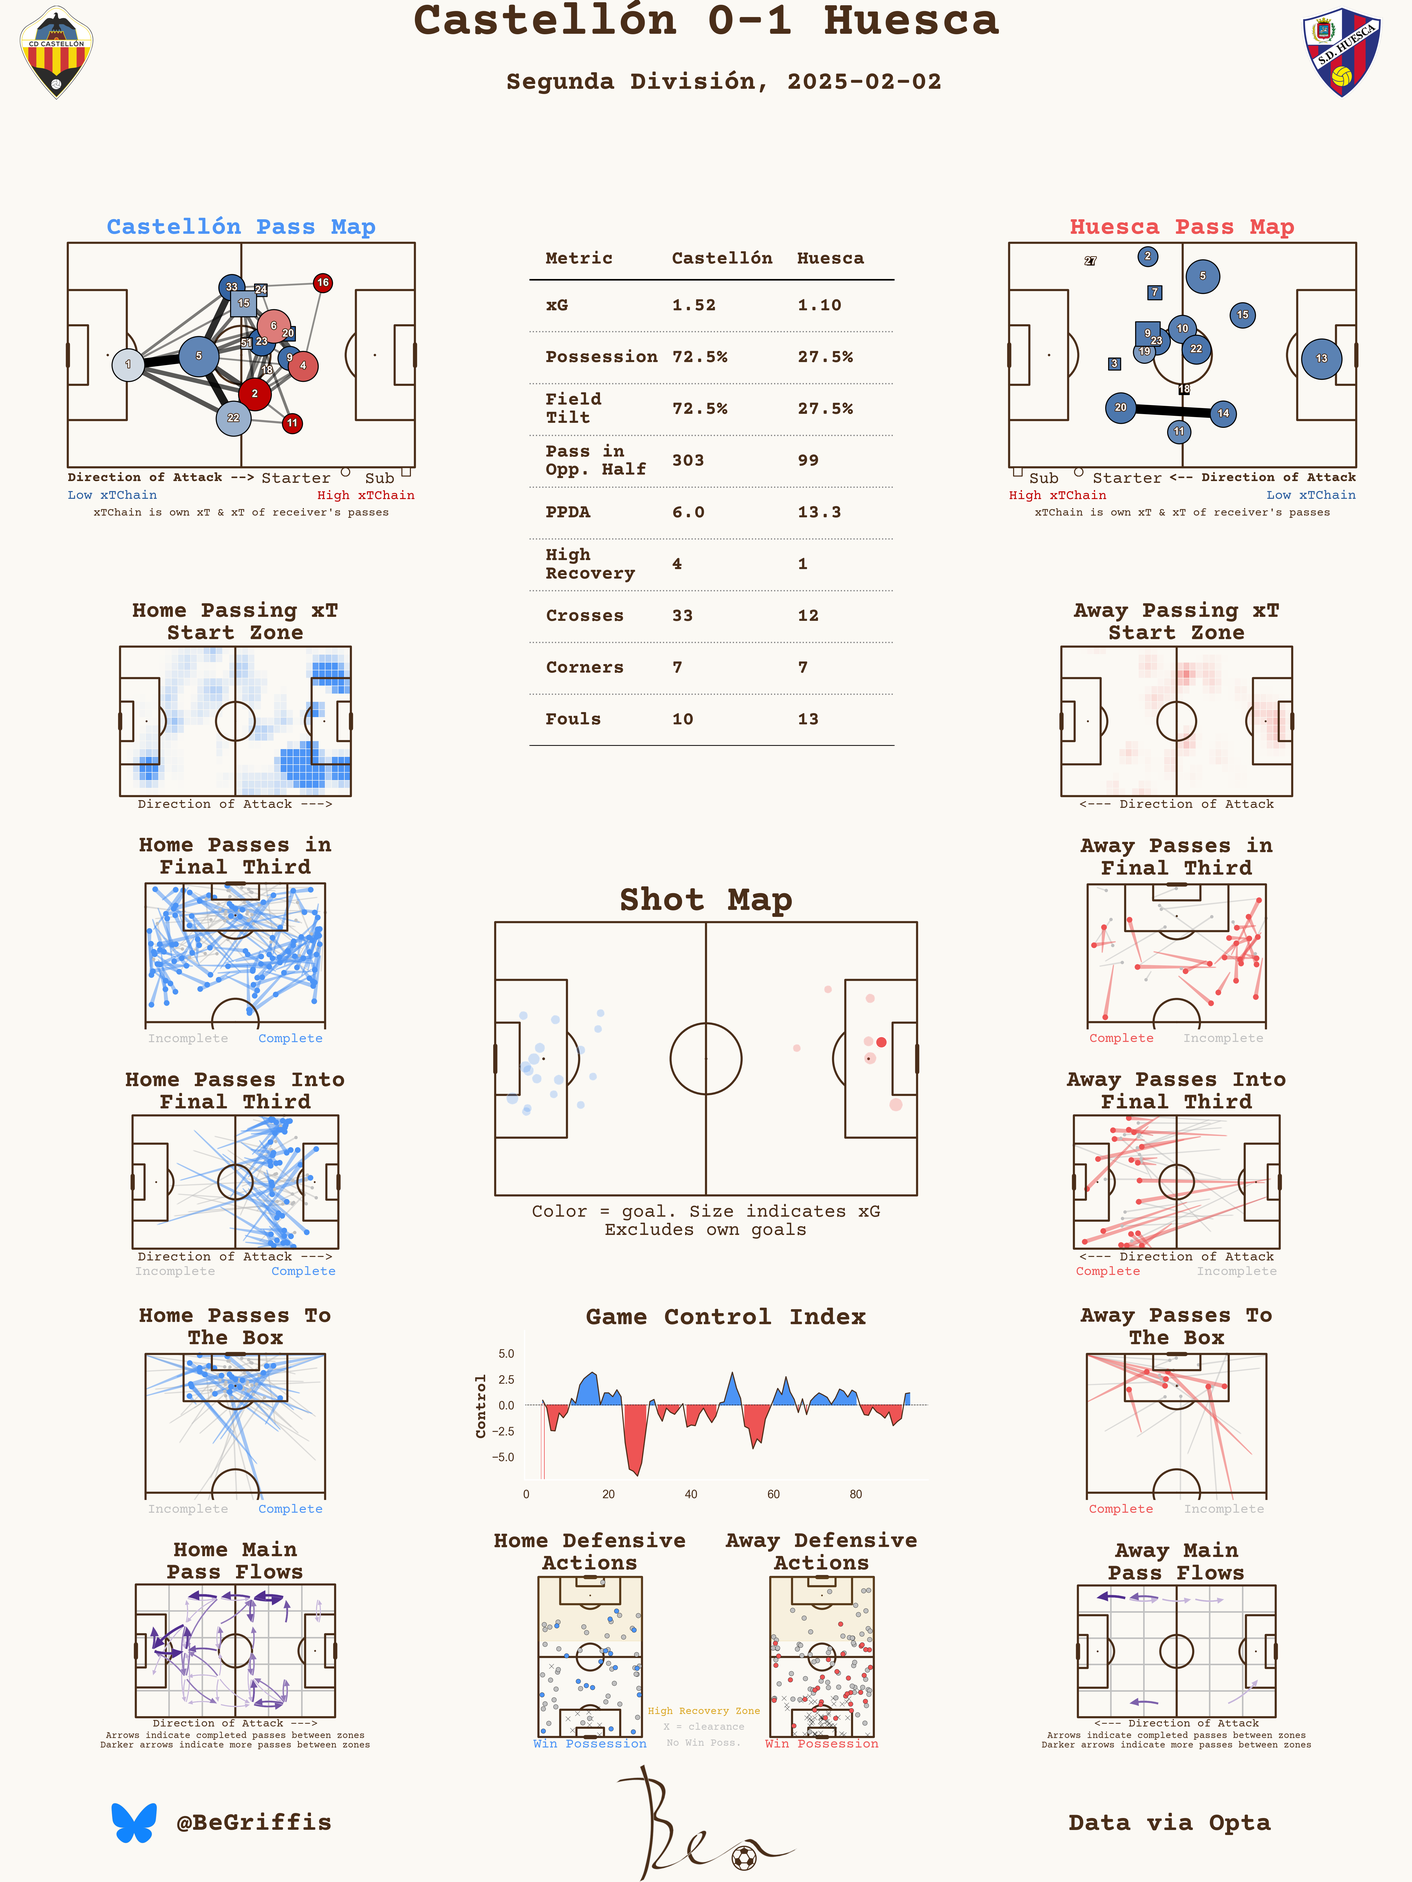 Castellón 0-1 Huesca
Segunda División, 2025-02-02
CD CASTELLÓN
S.D. HUESCA
Castellón Pass Map
1
5
33
24
15
16
6
20
51
23
9
4
18
2
22
11
Direction of Attack --> Starter Sub
Low xTChain High xTChain
xTChain is own xT & xT of receiver's passes
Metric Castellón Huesca
xG 1.52 1.10
Possession 72.5% 27.5%
Field
Tilt 72.5% 27.5%
Pass in
Opp. Half 303 99
PPDA 6.0 13.3
High
Recovery 4 1
Crosses 33 12
Corners 7 7
Fouls 10 13
Huesca Pass Map
27
2
5
7
15
9
10
23
19
22
3
13
18
20
14
11
Sub Starter <-- Direction of Attack
High xTChain Low xTChain
xTChain is own xT & xT of receiver's passes
Home Passing xT
Start Zone
Direction of Attack --->
Away Passing xT
Start Zone
<--- Direction of Attack
Home Passes in
Final Third
Incomplete Complete
Away Passes in
Final Third
Complete Incomplete
Shot Map
Color = goal. Size indicates xG
Excludes own goals
Home Passes Into
Final Third
Direction of Attack --->
Incomplete Complete
Away Passes Into
Final Third
<--- Direction of Attack
Complete Incomplete
Home Passes To
The Box
Incomplete Complete
Game Control Index
Control
5.0
2.5
0.0
−2.5
−5.0
0 20 40 60 80
Away Passes To
The Box
Complete Incomplete
Home Main
Pass Flows
Direction of Attack --->
Arrows indicate completed passes between zones
Darker arrows indicate more passes between zones
Home Defensive
Actions
Win Possession
Away Defensive
Actions
Win Possession
High Recovery Zone
X = clearance
No Win Poss.
Away Main
Pass Flows
<--- Direction of Attack
Arrows indicate completed passes between zones
Darker arrows indicate more passes between zones
@BeGriffis
Ben
Data via Opta